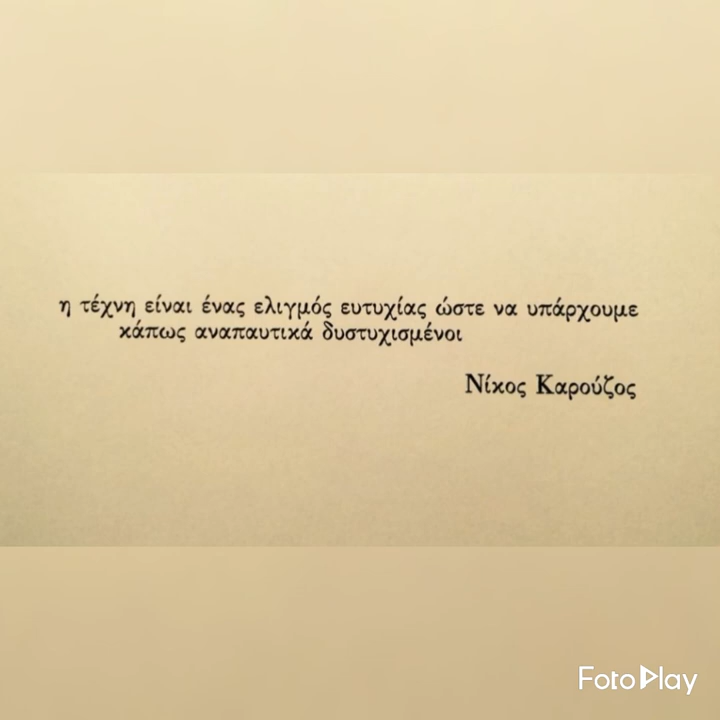 η τέχνη είναι ένας ελιγμός ευτυχίας ώστε να υπάρχουμε
κάπως αναπαυτικά δυστυχισμένοι
Νίκος Καρούζος
FotoPlay